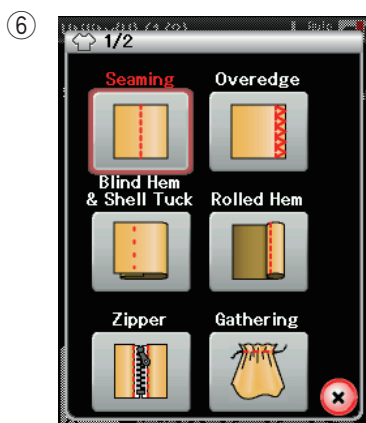 ⑥
1/2
Seaming Overedge
Blind Hem
& Shell Tuck Rolled Hem
Zipper Gathering